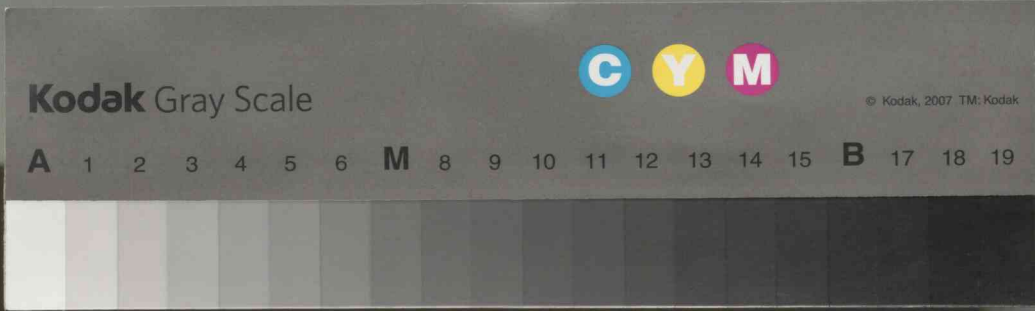 C Y M
Kodak Gray Scale
© Kodak, 2007 TM: Kodak
A 1 2 3 4 5 6 M 8 9 10 11 12 13 14 15 B 17 18 19